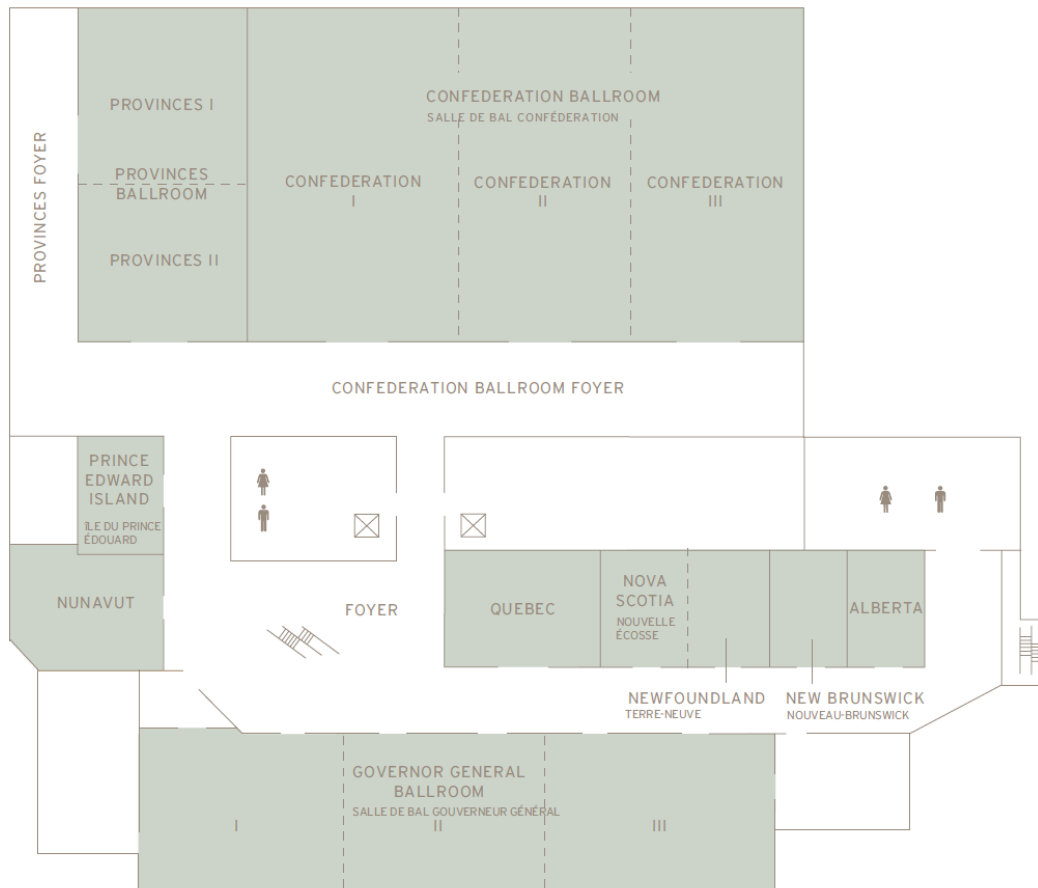 PROVINCES FOYER
PROVINCES I
PROVINCES
BALLROOM
PROVINCES II
CONFEDERATION BALLROOM
SALLE DE BAL CONFÉDERATION
CONFEDERATION
I
CONFEDERATION
II
CONFEDERATION
III
CONFEDERATION BALLROOM FOYER
PRINCE
EDWARD
ISLAND
ÎLE DU PRINCE
ÉDOUARD
NUNAVUT
FOYER
QUEBEC
NOVA
SCOTIA
NOUVELLE
ÉCOSSE
ALBERTA
NEWFOUNDLAND
TERRE-NEUVE
NEW BRUNSWICK
NOUVEAU-BRUNSWICK
GOVERNOR GENERAL
BALLROOM
SALLE DE BAL GOUVERNEUR GÉNÉRAL
I
II
III